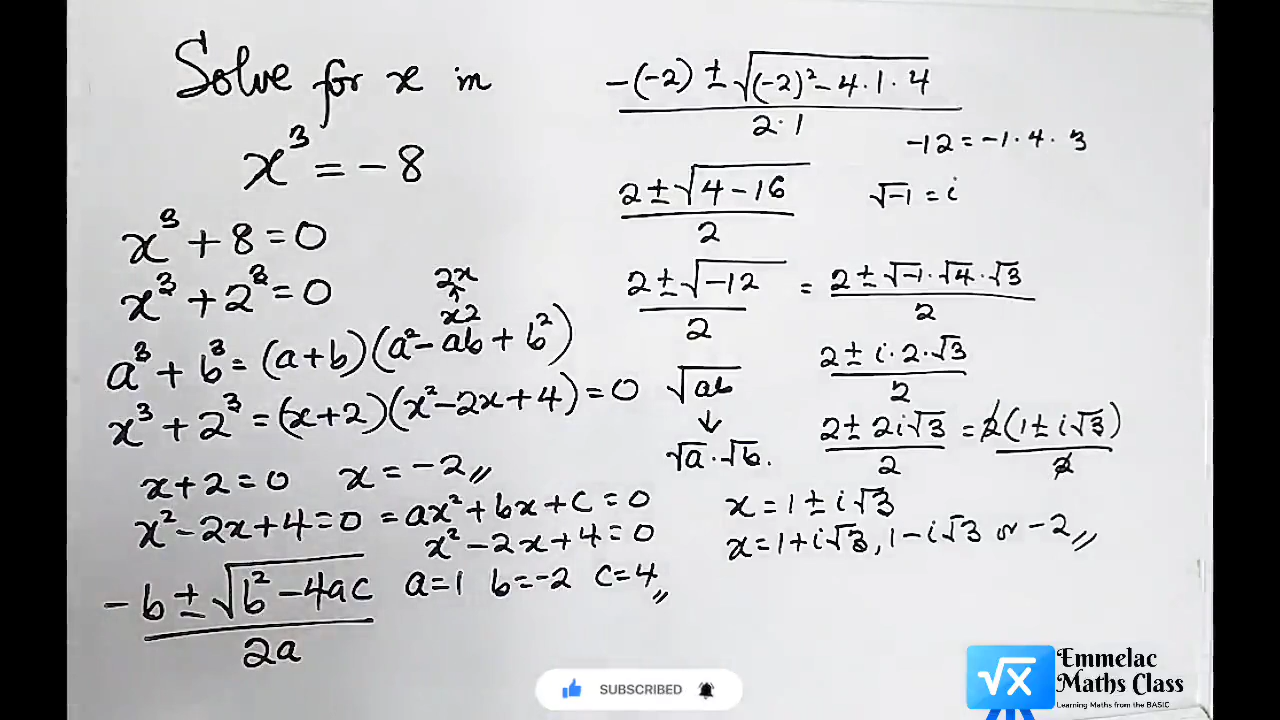 Solve for x in
x³ = -8
x³ + 8 = 0
x³ + 2³ = 0
2x
↑
x2
a³ + b³ = (a+b)(a² - ab + b²)
x³ + 2³ = (x+2)(x² - 2x + 4) = 0
x + 2 = 0 x = -2,,
x² - 2x + 4 = 0 = ax² + bx + c = 0
x² - 2x + 4 = 0
-b ± √(b² - 4ac) / 2a a = 1 b = -2 c = 4,,
-(-2) ± √((-2)² - 4·1·4) / 2·1
-12 = -1·4·3
2 ± √(4 - 16) / 2
√-1 = i
2 ± √-12 / 2 = 2 ± √-1·√4·√3 / 2
√ab
↓
√a·√b.
2 ± i·2·√3 / 2
2 ± 2i√3 / 2 = 2(1 ± i√3) / 2
x = 1 ± i√3
x = 1 + i√3, 1 - i√3 or -2,,
SUBSCRIBED
√x
Emmelac
Maths Class
Learning Maths from the BASIC